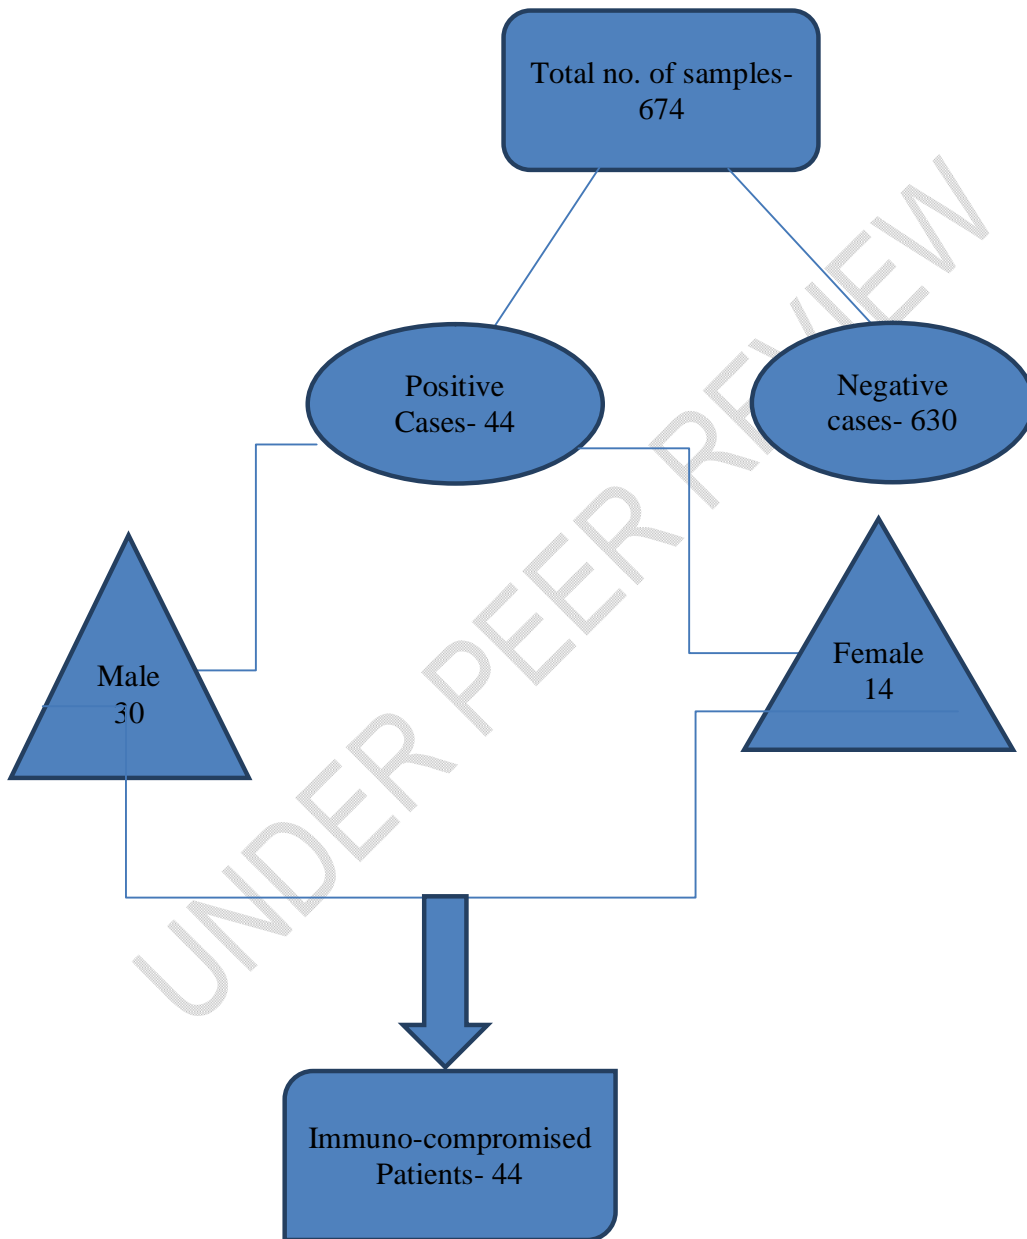 Total no. of samples-
674
Positive
Cases- 44
Negative
cases- 630
Male
30
Female
14
Immuno-compromised
Patients- 44
UNDER PEER REVIEW